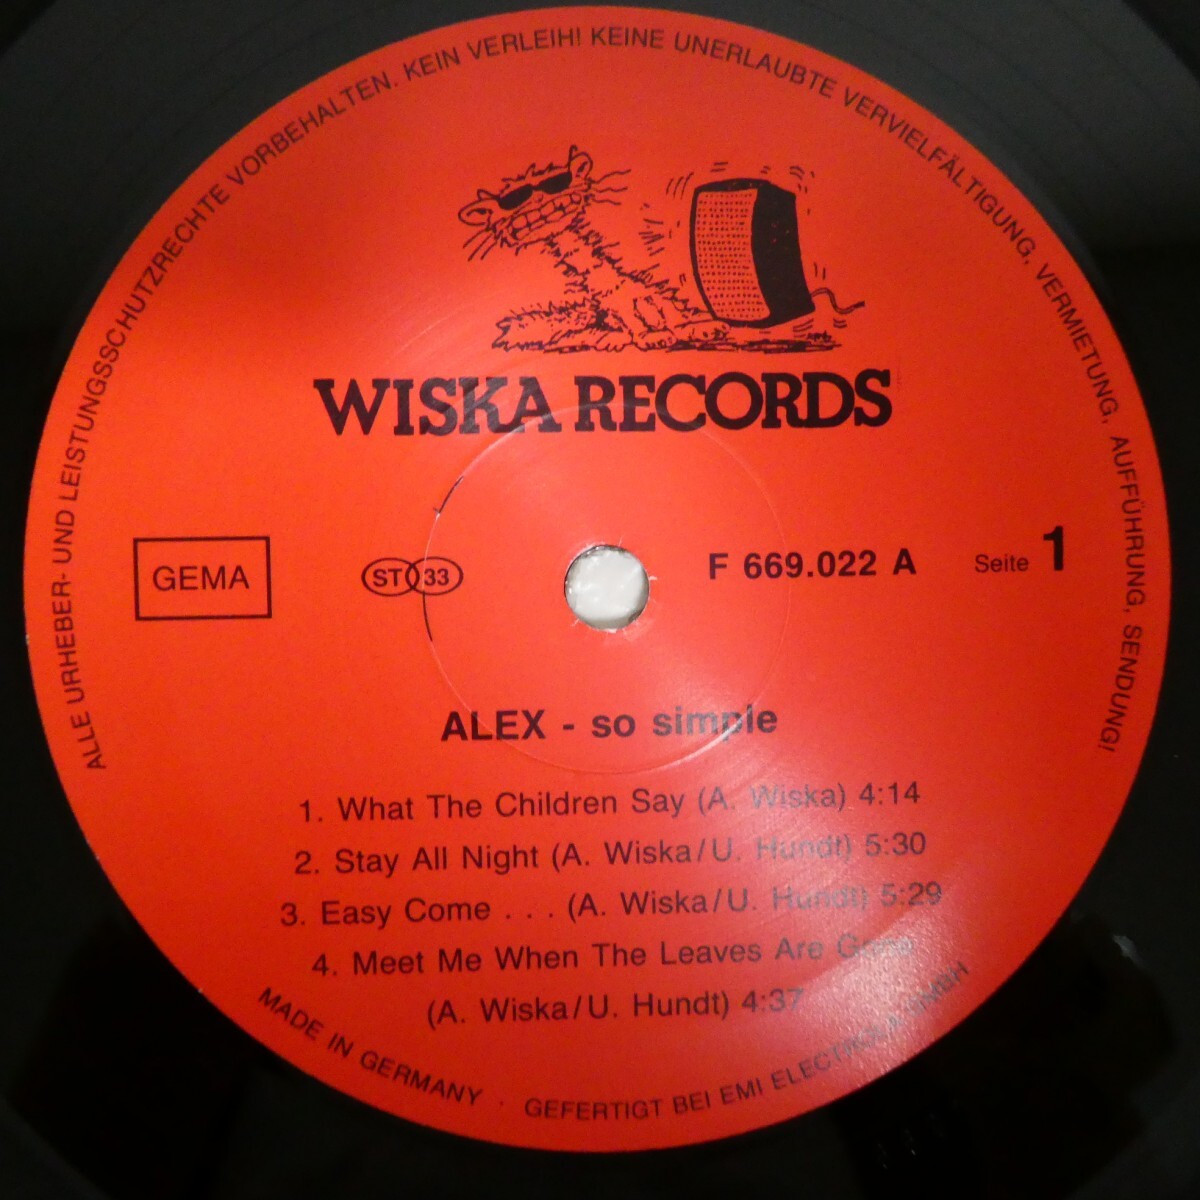 ALLE URHEBER- UND LEISTUNGSSCHUTZRECHTE VORBEHALTEN. KEIN VERLEIH! KEINE UNERLAUBTE VERVIELFÄLTIGUNG, VERMIETUNG, AUFFÜHRUNG, SENDUNG!
WISKA RECORDS
GEMA
ST 33
F 669.022 A
Seite 1
ALEX - so simple
1. What The Children Say (A. Wiska) 4:14
2. Stay All Night (A. Wiska/U. Hundt) 5:30
3. Easy Come . . . (A. Wiska/U. Hundt) 5:29
4. Meet Me When The Leaves Are Gone
(A. Wiska/U. Hundt) 4:37
MADE IN GERMANY · GEFERTIGT BEI EMI ELECTROLA GMBH